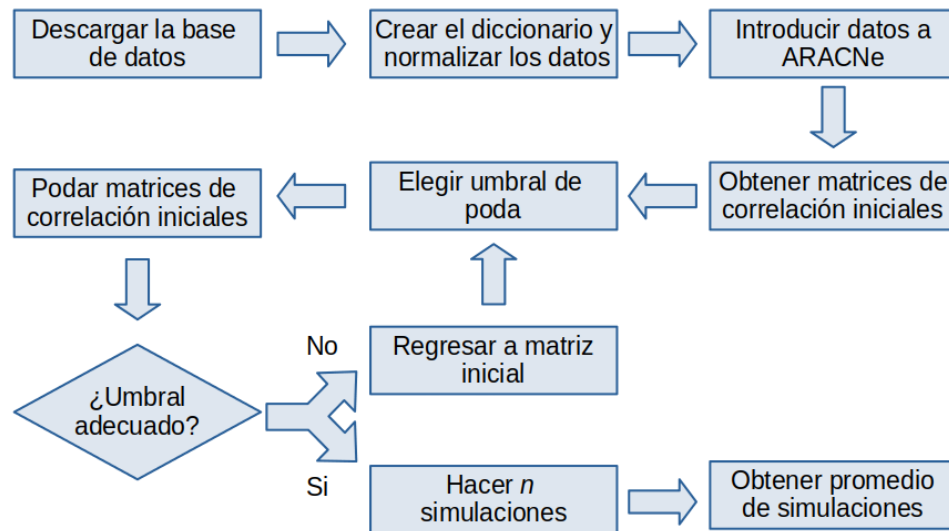 Descargar la base
de datos
Crear el diccionario y
normalizar los datos
Introducir datos a
ARACNe
Podar matrices de
correlación iniciales
Elegir umbral de
poda
Obtener matrices de
correlación iniciales
¿Umbral
adecuado?
No
Regresar a matriz
inicial
Si
Hacer n
simulaciones
Obtener promedio
de simulaciones